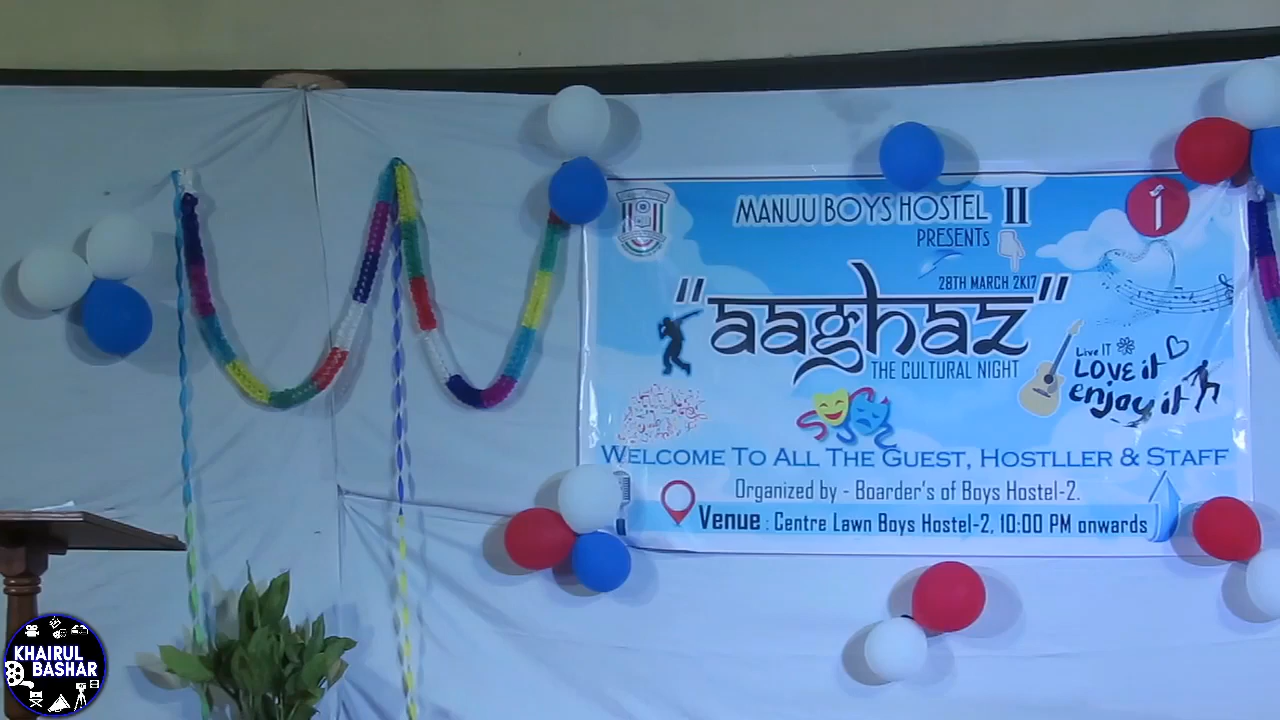 MANUU BOYS HOSTEL II
PRESENTs
28TH MARCH 2K17
"aaghaz"
THE CULTURAL NIGHT
Live IT
LOVE it
enjoy it
WELCOME TO ALL THE GUEST, HOSTLLER & STAFF
Organized by - Boarder's of Boys Hostel-2.
Venue : Centre Lawn Boys Hostel-2, 10:00 PM onwards
KHAIRUL
BASHAR